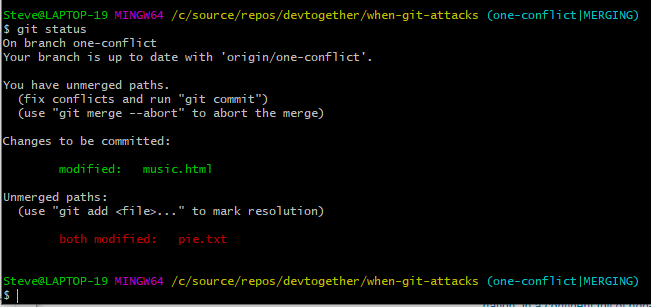 Steve@LAPTOP-19 MINGW64 /c/source/repos/devtogether/when-git-attacks (one-conflict|MERGING)
$ git status
On branch one-conflict
Your branch is up to date with 'origin/one-conflict'.

You have unmerged paths.
  (fix conflicts and run "git commit")
  (use "git merge --abort" to abort the merge)

Changes to be committed:

        modified:   music.html

Unmerged paths:
  (use "git add <file>..." to mark resolution)

        both modified:   pie.txt

Steve@LAPTOP-19 MINGW64 /c/source/repos/devtogether/when-git-attacks (one-conflict|MERGING)
$